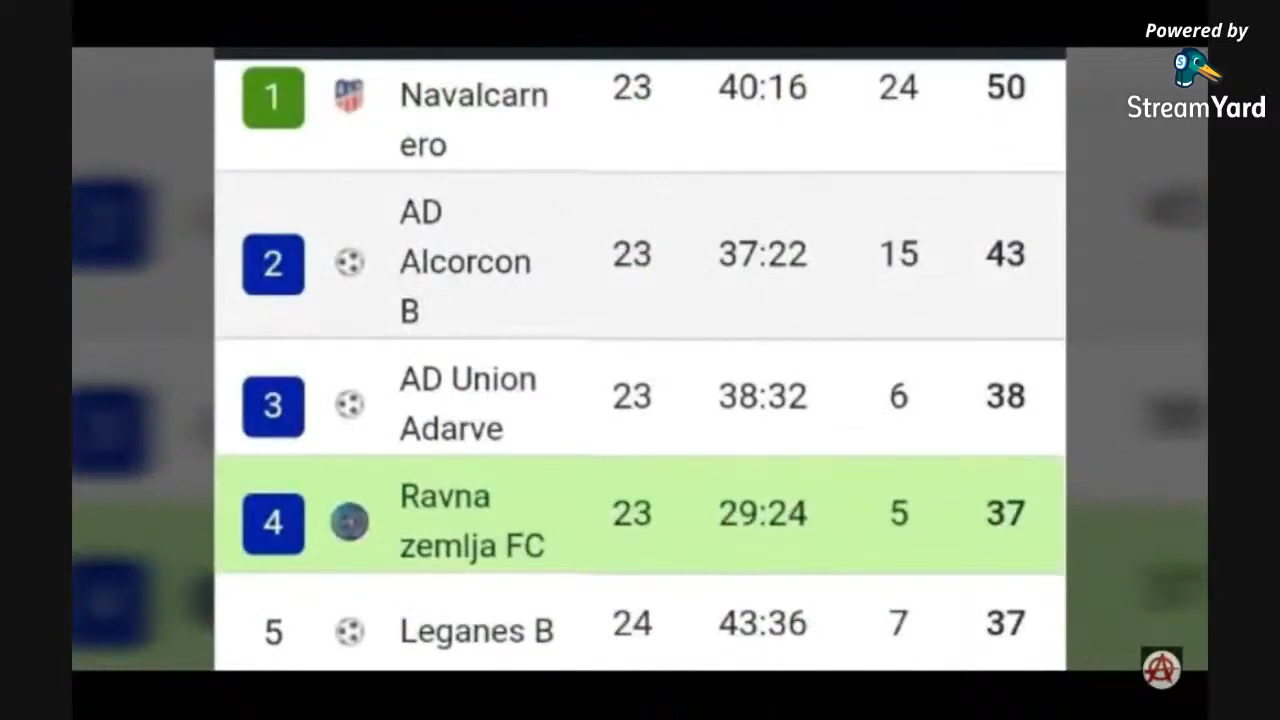 Powered by
StreamYard
1 Navalcarn 23 40:16 24 50
ero
AD
2 Alcorcon 23 37:22 15 43
B
3 AD Union 23 38:32 6 38
Adarve
4 Ravna 23 29:24 5 37
zemlja FC
5 Leganes B 24 43:36 7 37